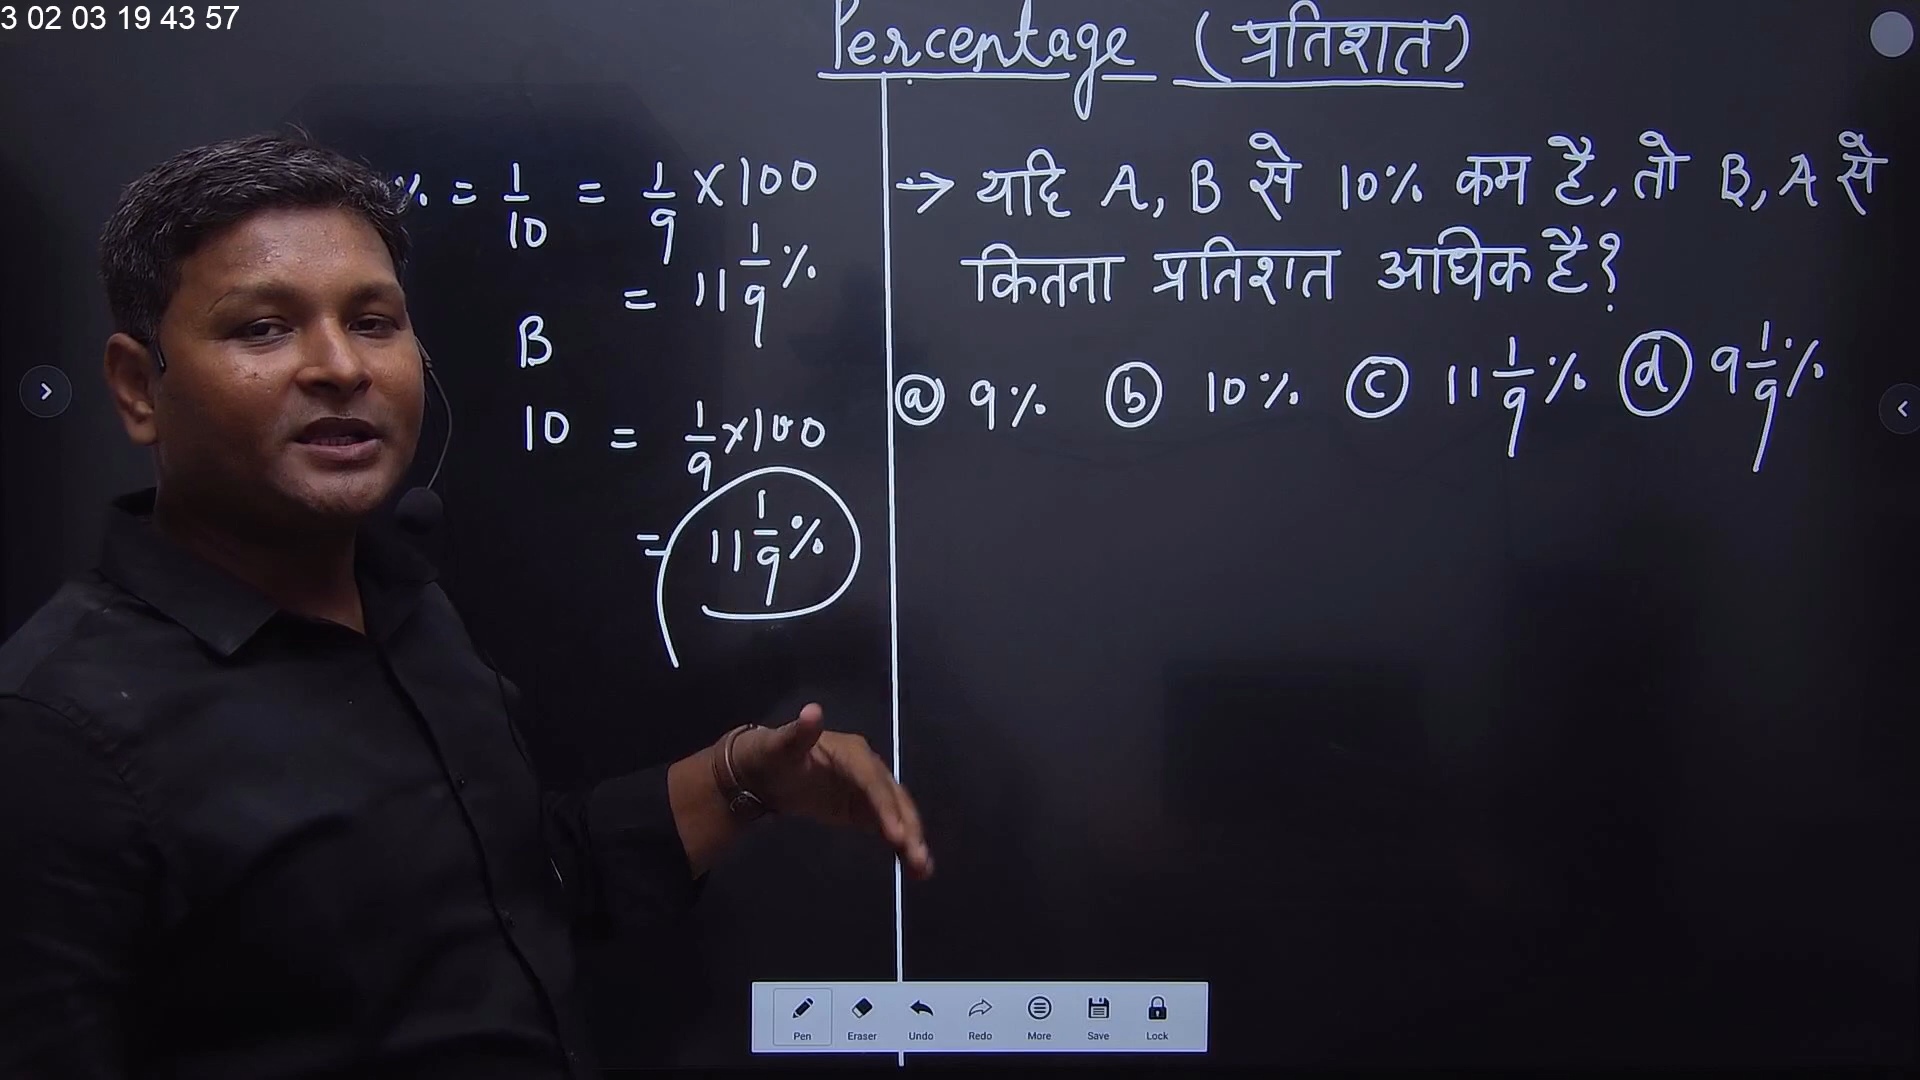 3 02 03 19 43 57
Percentage (प्रतिशत)
% = 1/10 = 1/9 X 100
= 11 1/9 %
B
10 = 1/9 x 100
= 11 1/9 %
→ यदि A, B से 10% कम है, तो B, A से
कितना प्रतिशत अधिक है?
(a) 9% (b) 10% (c) 11 1/9 % (d) 9 1/9 %
Pen Eraser Undo Redo More Save Lock